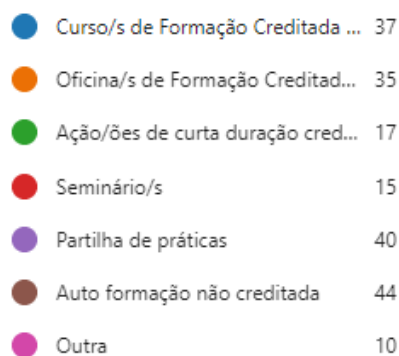 Curso/s de Formação Creditada ... 37
Oficina/s de Formação Creditad... 35
Ação/ões de curta duração cred... 17
Seminário/s 15
Partilha de práticas 40
Auto formação não creditada 44
Outra 10